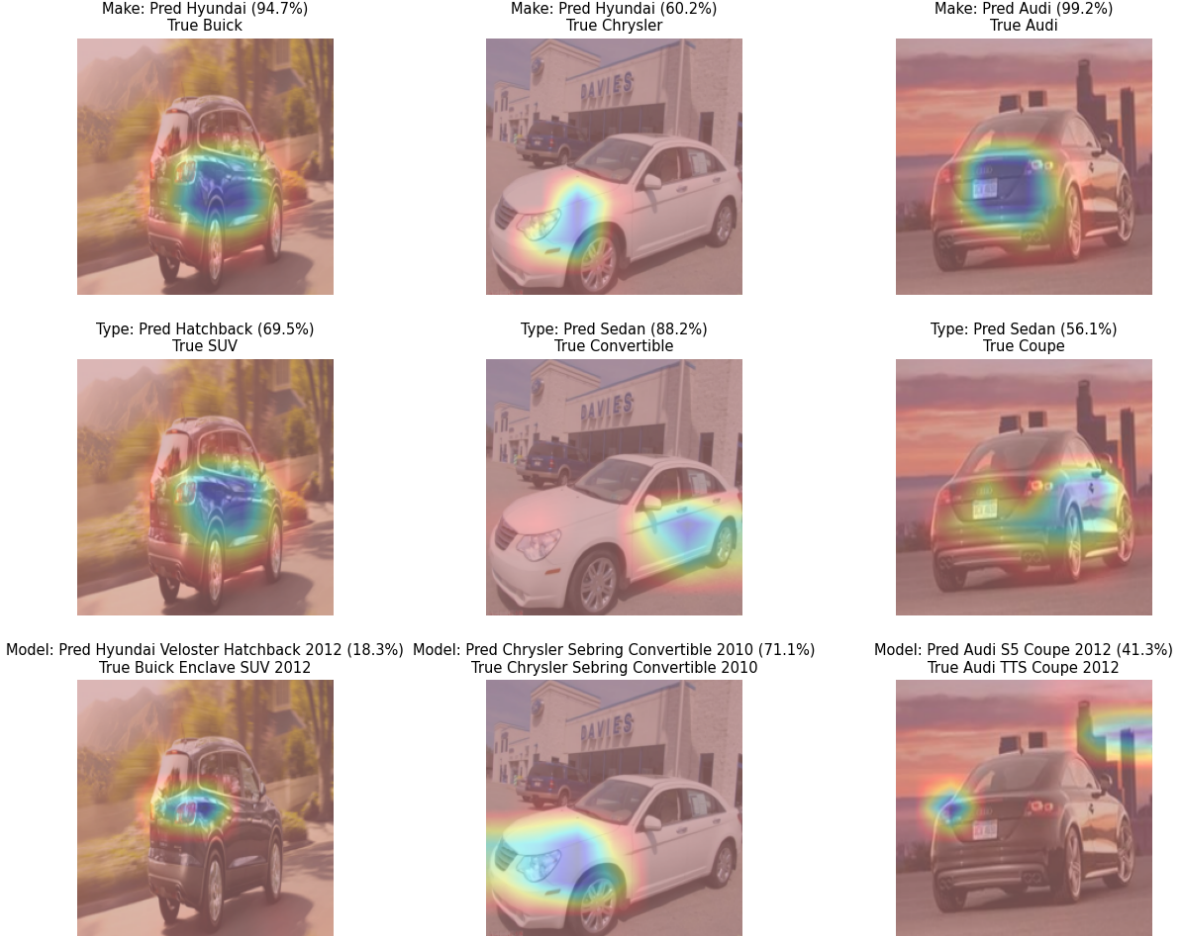 Make: Pred Hyundai (94.7%)
True Buick
Make: Pred Hyundai (60.2%)
True Chrysler
Make: Pred Audi (99.2%)
True Audi
DAVIES
Type: Pred Hatchback (69.5%)
True SUV
Type: Pred Sedan (88.2%)
True Convertible
Type: Pred Sedan (56.1%)
True Coupe
DAVIES
Model: Pred Hyundai Veloster Hatchback 2012 (18.3%)
True Buick Enclave SUV 2012
Model: Pred Chrysler Sebring Convertible 2010 (71.1%)
True Chrysler Sebring Convertible 2010
Model: Pred Audi S5 Coupe 2012 (41.3%)
True Audi TTS Coupe 2012
DAVIES